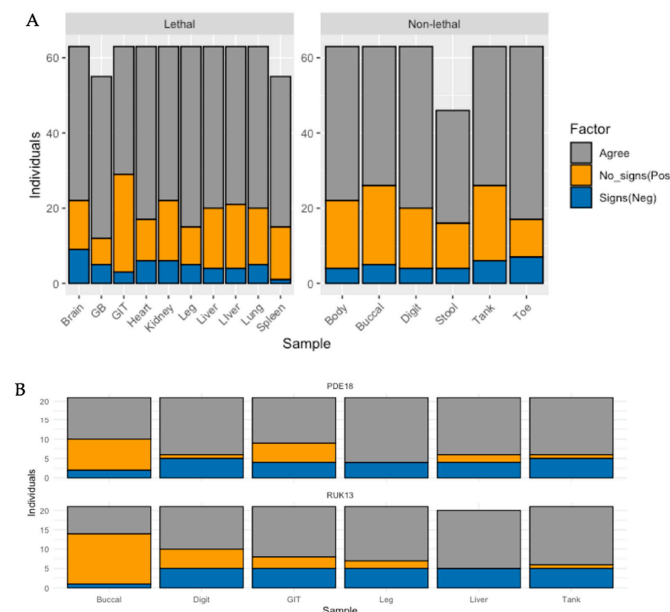 A
Lethal
Non-lethal
60
40
20
0
Individuals
Brain
GB
GIT
Heart
Kidney
Leg
Liver
LIver
Lung
Spleen
Body
Buccal
Digit
Stool
Tank
Toe
Sample
Factor
Agree
No_signs(Pos
Signs(Neg)
B
PDE18
20
15
10
5
0
RUK13
20
15
10
5
0
Individuals
Buccal
Digit
GIT
Leg
Liver
Tank
Sample